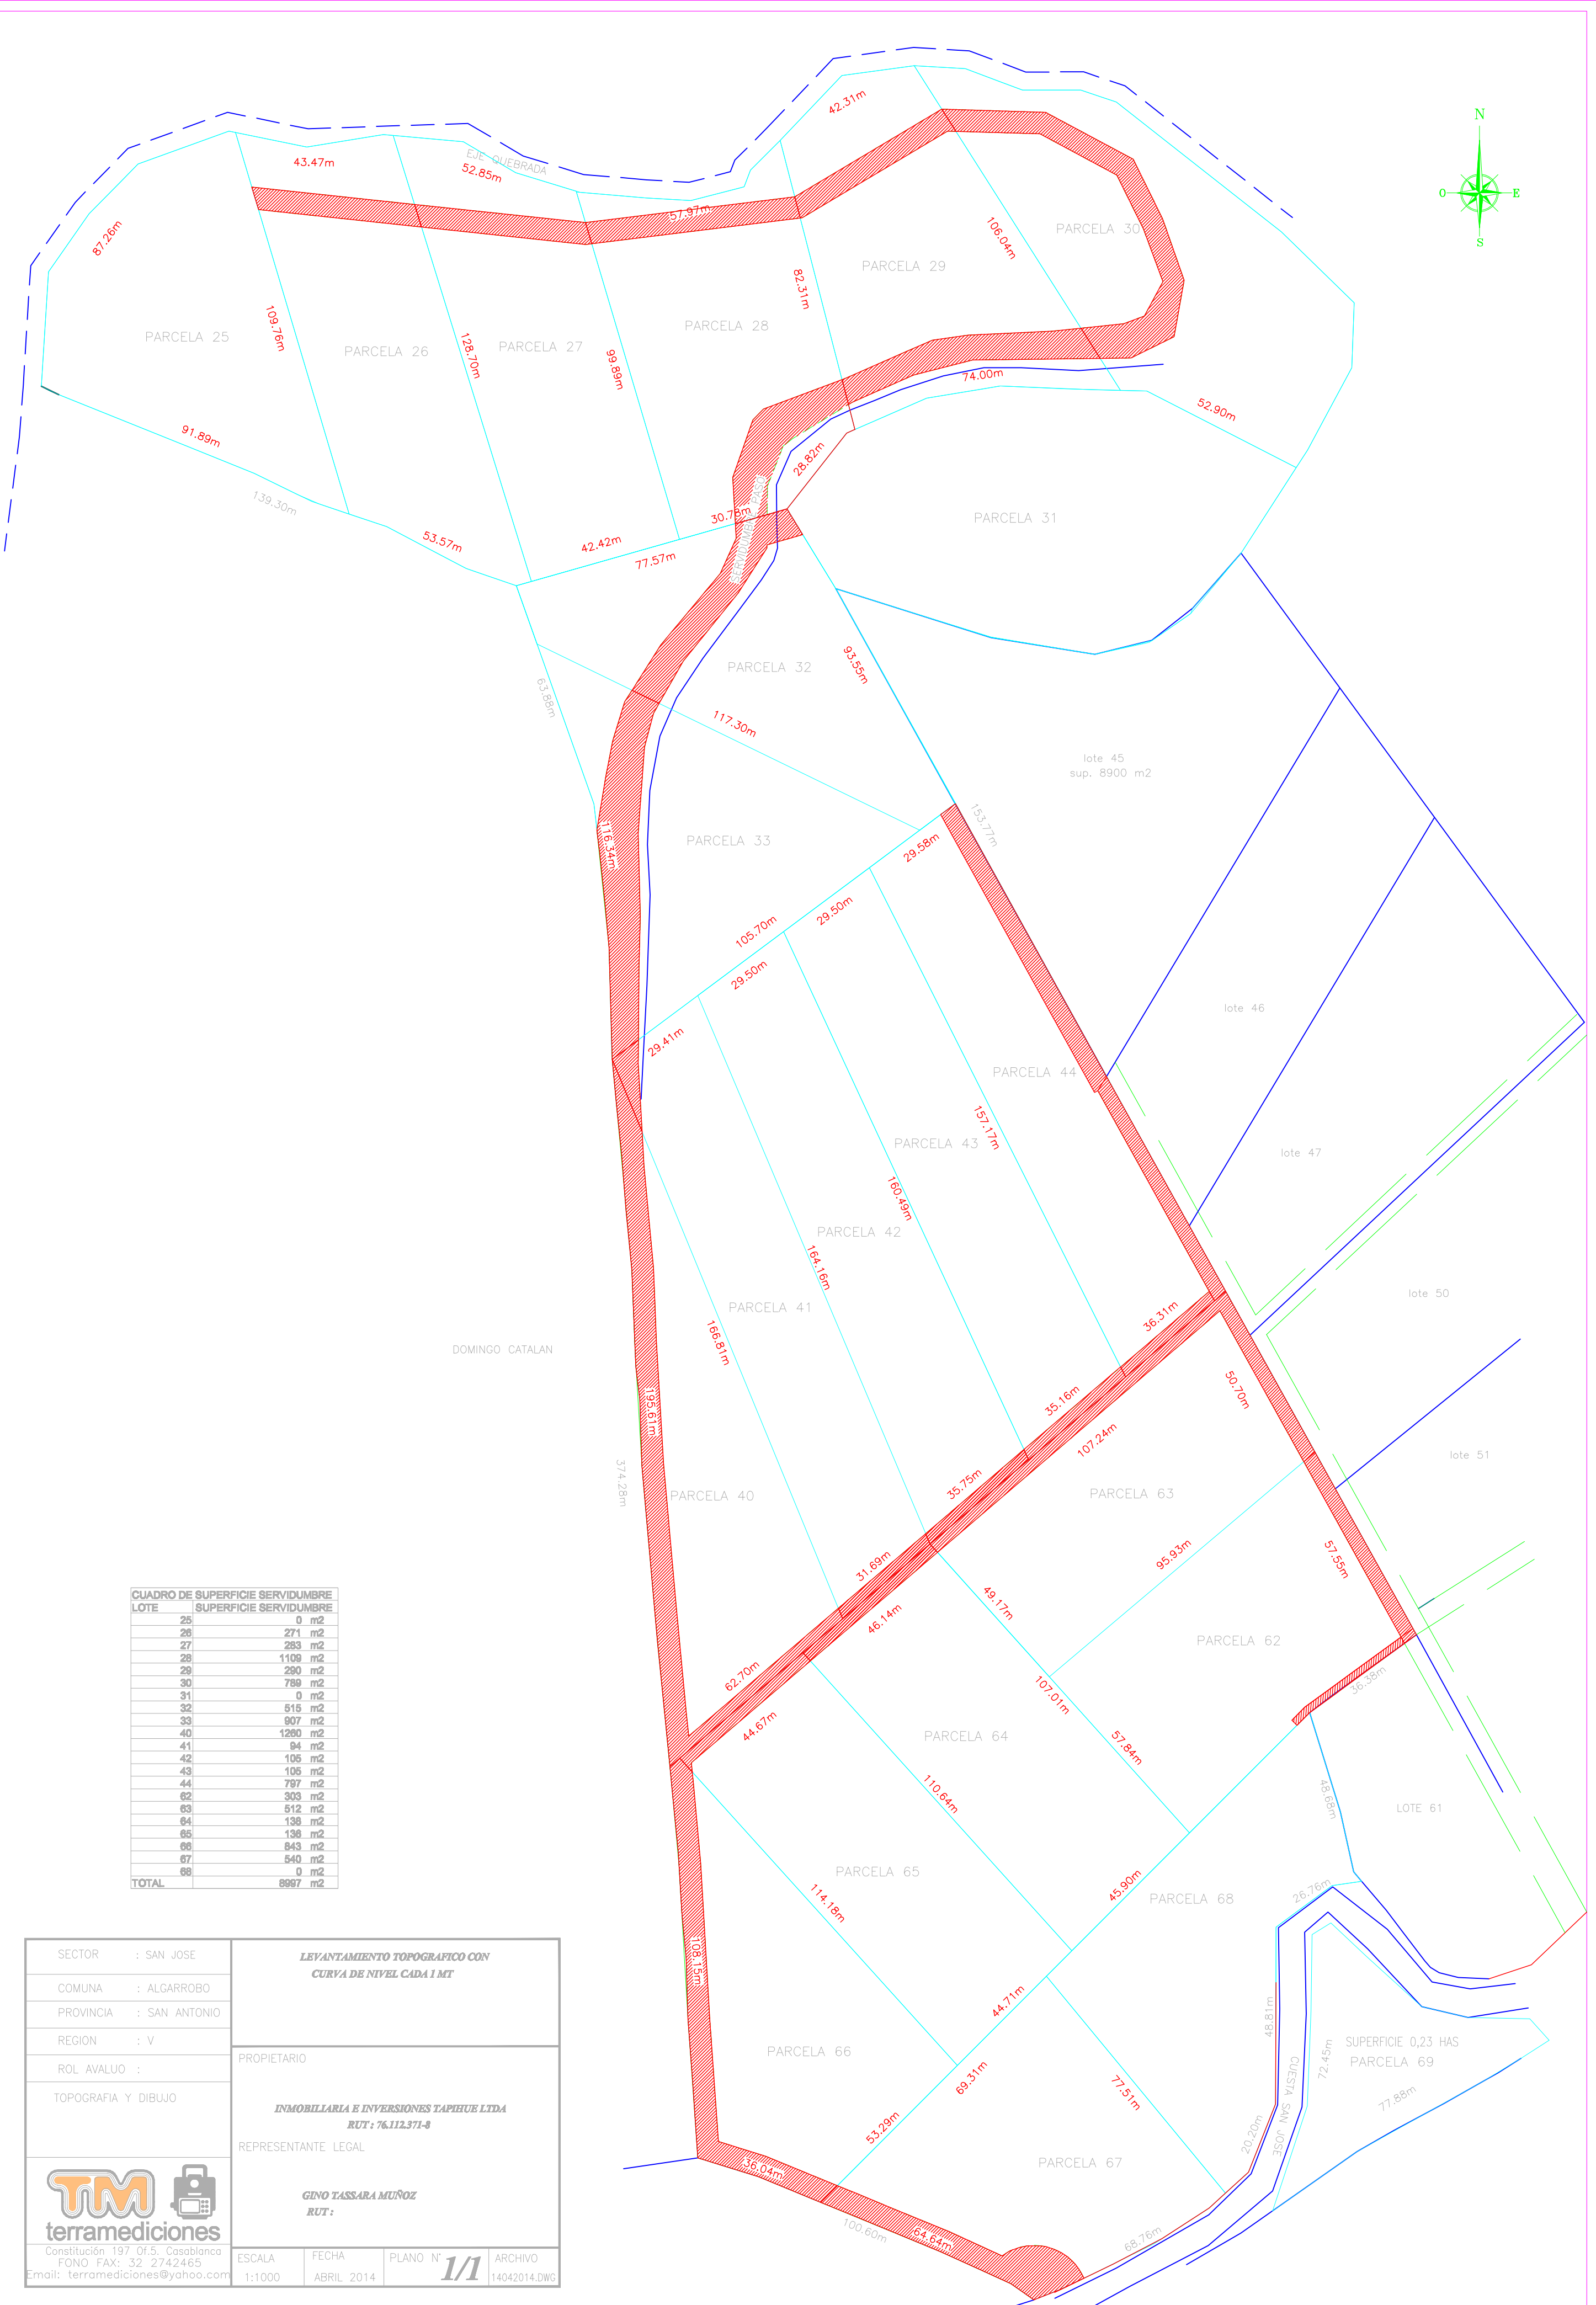 N
O
E
S
42.31m
43.47m
EJE QUEBRADA
52.85m
57.97m
87.26m
106.04m
PARCELA 30
PARCELA 29
82.31m
109.76m
PARCELA 25
PARCELA 26
128.70m
PARCELA 27
99.89m
PARCELA 28
74.00m
52.90m
91.89m
139.30m
28.82m
53.57m
42.42m
30.78m
77.57m
SERVIDUMBRE PASO
PARCELA 31
PARCELA 32
93.55m
63.88m
117.30m
lote 45
sup. 8900 m2
153.77m
116.34m
PARCELA 33
29.58m
29.50m
105.70m
29.50m
29.41m
lote 46
PARCELA 44
157.17m
PARCELA 43
lote 47
160.49m
PARCELA 42
164.16m
PARCELA 41
166.81m
36.31m
lote 50
DOMINGO CATALAN
195.61m
50.70m
35.16m
107.24m
lote 51
374.28m
PARCELA 40
35.75m
PARCELA 63
95.93m
57.55m
31.69m
46.14m
49.17m
PARCELA 62
62.70m
44.67m
107.01m
36.38m
PARCELA 64
57.84m
110.64m
48.68m
LOTE 61
PARCELA 65
114.18m
45.90m
PARCELA 68
26.76m
108.15m
44.71m
48.81m
72.45m
SUPERFICIE 0,23 HAS
PARCELA 69
CUESTA SAN JOSE
PARCELA 66
69.31m
77.51m
77.88m
53.29m
20.20m
36.04m
PARCELA 67
100.60m
64.64m
68.76m
CUADRO DE SUPERFICIE SERVIDUMBRE
LOTE SUPERFICIE SERVIDUMBRE
25 0 m2
26 271 m2
27 283 m2
28 1109 m2
29 290 m2
30 789 m2
31 0 m2
32 515 m2
33 907 m2
40 1260 m2
41 94 m2
42 105 m2
43 105 m2
44 797 m2
62 303 m2
63 512 m2
64 138 m2
65 136 m2
66 843 m2
67 540 m2
68 0 m2
TOTAL 8997 m2
SECTOR : SAN JOSE
COMUNA : ALGARROBO
PROVINCIA : SAN ANTONIO
REGION : V
ROL AVALUO :
TOPOGRAFIA Y DIBUJO
TM
terramediciones
Constitución 197 Of.5. Casablanca
FONO FAX: 32 2742465
Email: terramediciones@yahoo.com
LEVANTAMIENTO TOPOGRAFICO CON
CURVA DE NIVEL CADA 1 MT
PROPIETARIO
INMOBILIARIA E INVERSIONES TAPIHUE LTDA
RUT : 76.112.371-8
REPRESENTANTE LEGAL
GINO TASSARA MUÑOZ
RUT :
ESCALA
1:1000
FECHA
ABRIL 2014
PLANO N° 1/1
ARCHIVO
14042014.DWG